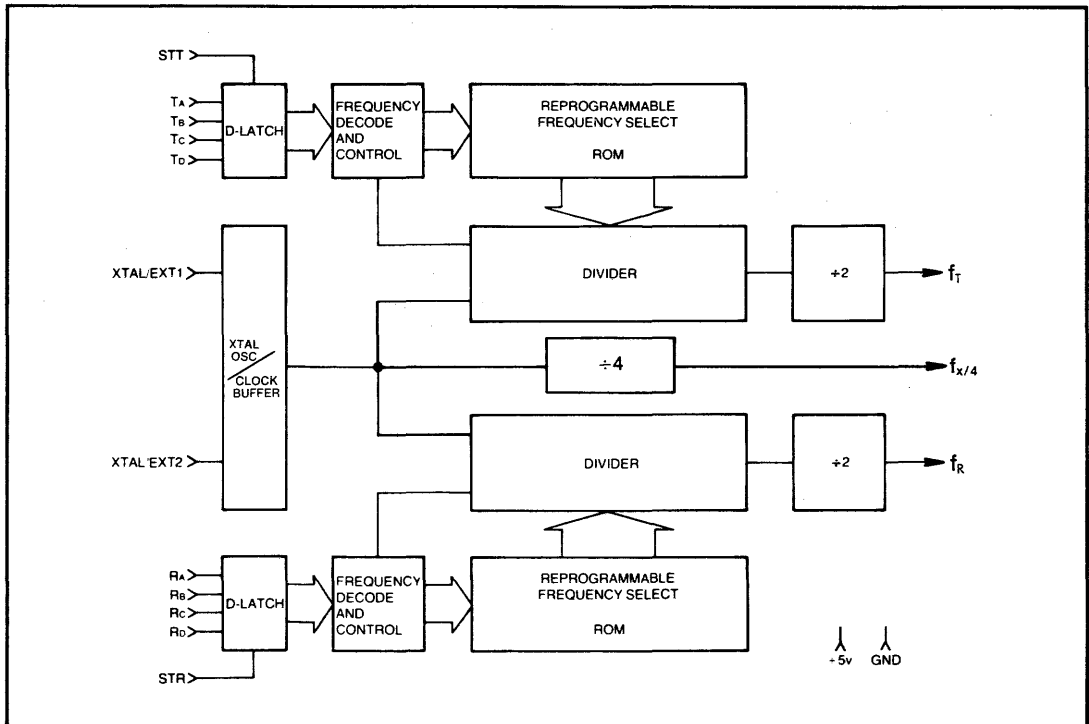 STT
TA
TB
TC
TD
D-LATCH
FREQUENCY
DECODE
AND
CONTROL
REPROGRAMMABLE
FREQUENCY SELECT
ROM
XTAL/EXT1
DIVIDER
÷2
fT
XTAL
OSC
CLOCK
BUFFER
÷4
fx/4
XTAL'EXT2
DIVIDER
÷2
fR
RA
RB
RC
RD
D-LATCH
FREQUENCY
DECODE
AND
CONTROL
REPROGRAMMABLE
FREQUENCY SELECT
ROM
STR
+5v GND